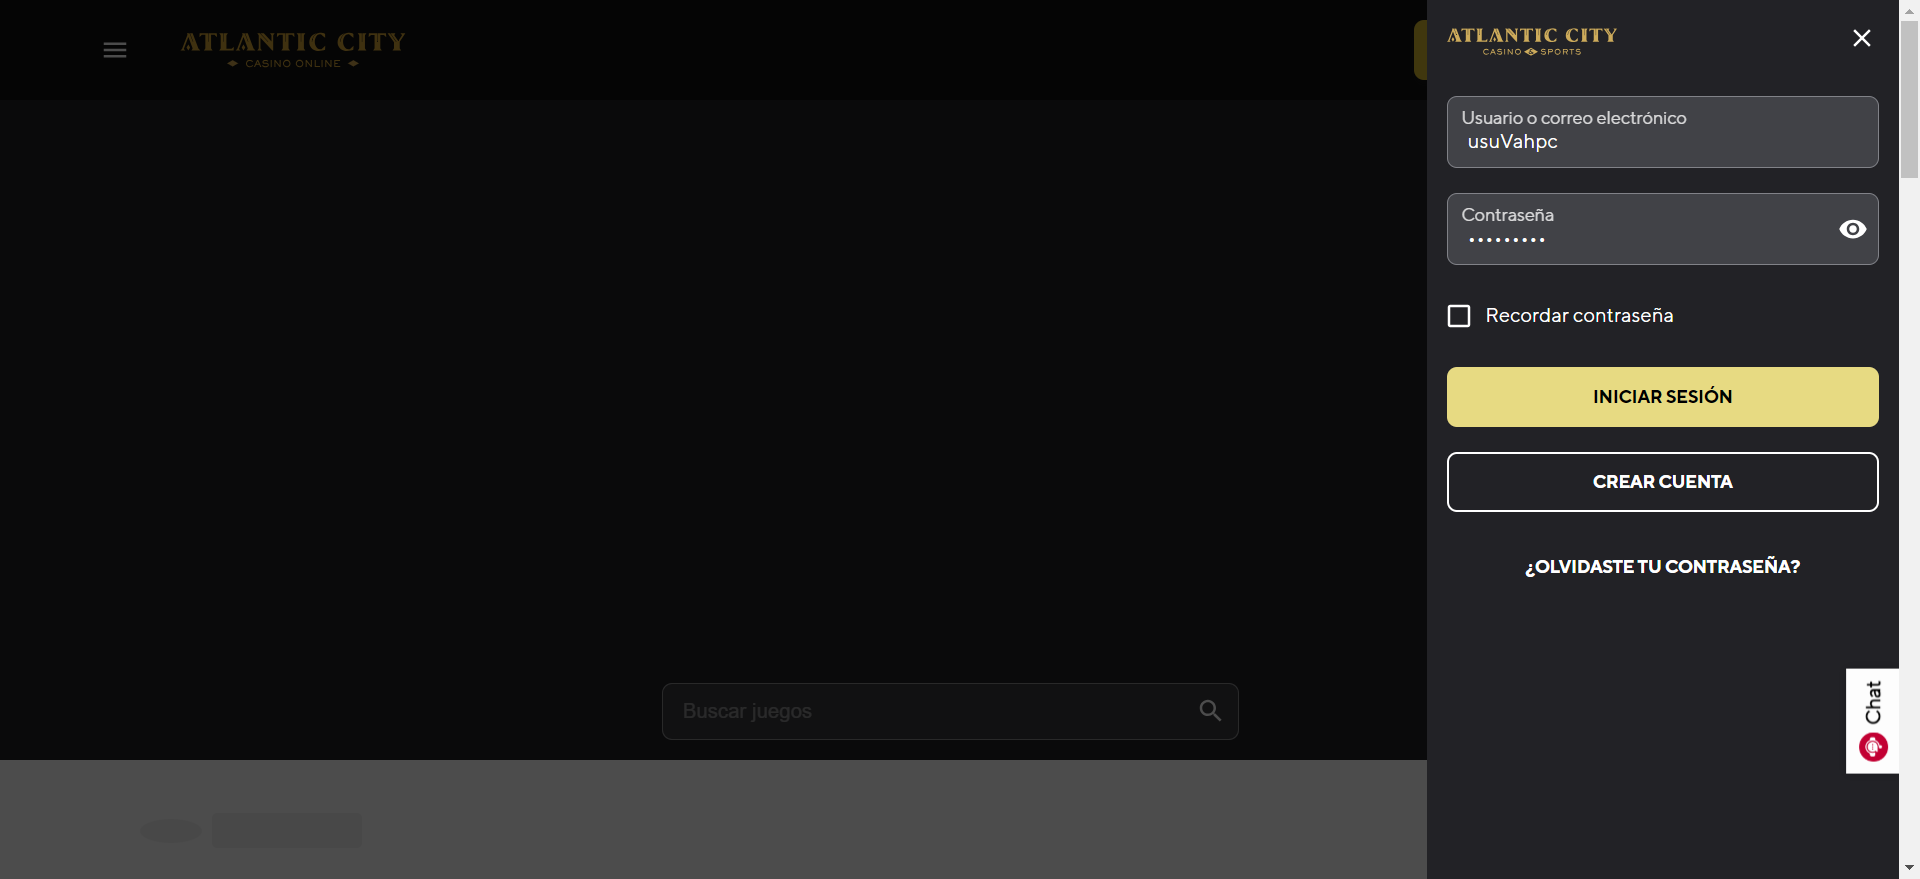 ATLANTIC CITY
CASINO ONLINE
ATLANTIC CITY
CASINO & SPORTS
Usuario o correo electrónico
usuVahpc
Contraseña
•••••••••
Recordar contraseña
INICIAR SESIÓN
CREAR CUENTA
¿OLVIDASTE TU CONTRASEÑA?
Buscar juegos
Chat